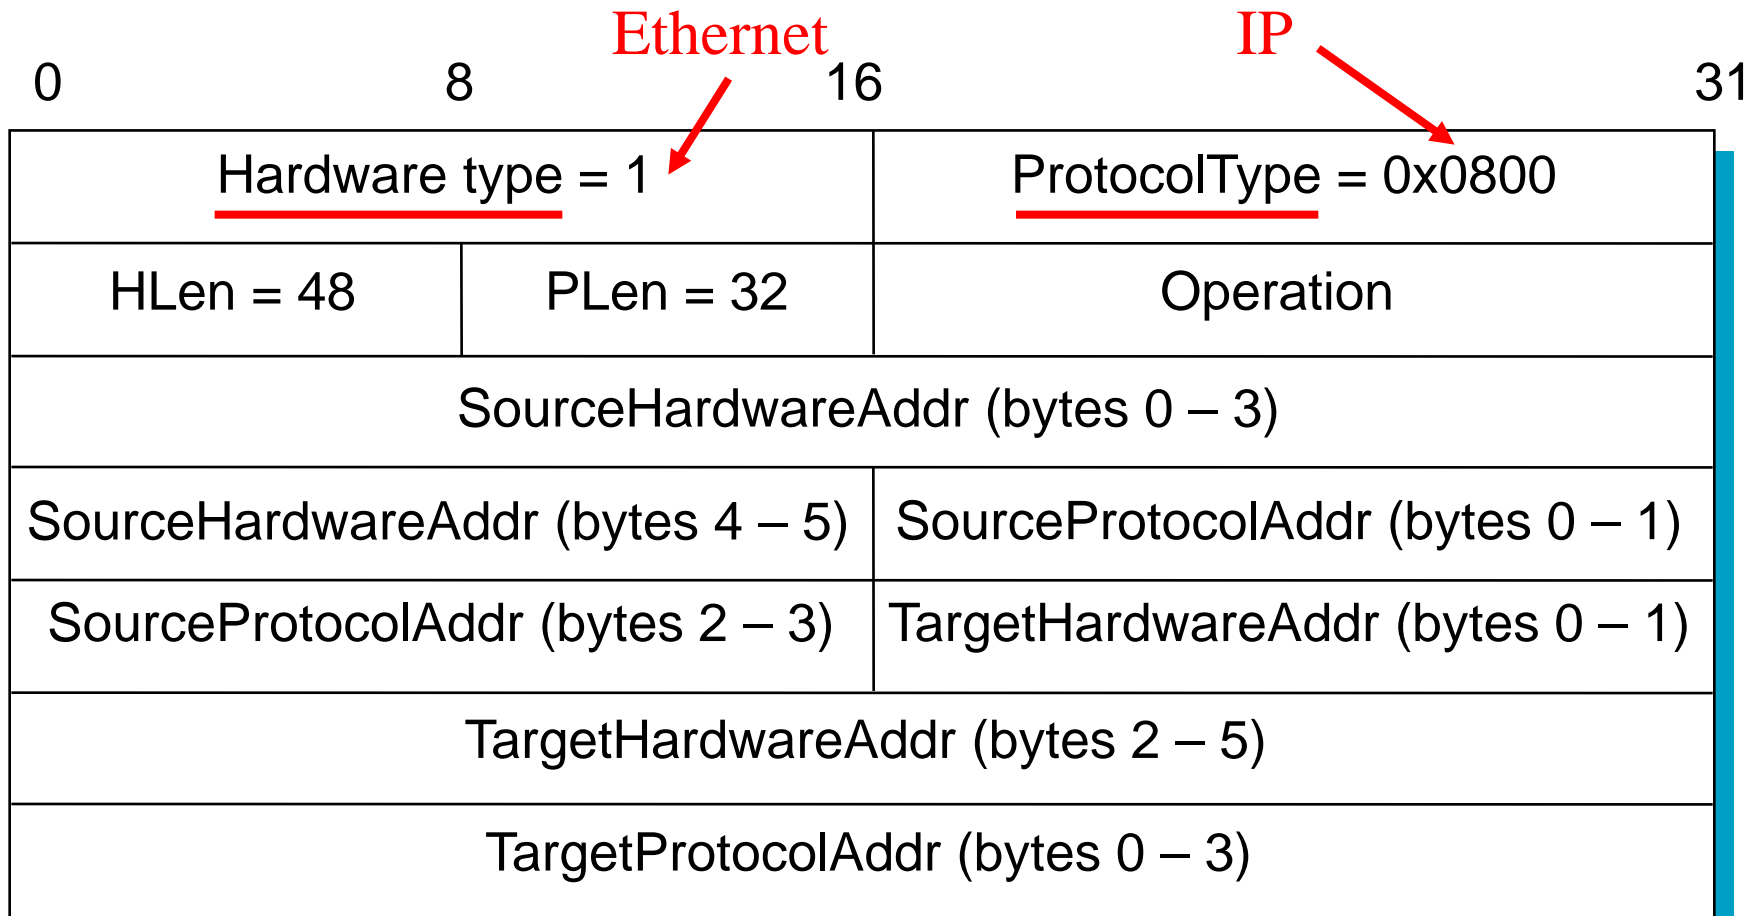 Ethernet IP
0 8 16 31
Hardware type = 1 ProtocolType = 0x0800
HLen = 48 PLen = 32 Operation
SourceHardwareAddr (bytes 0 – 3)
SourceHardwareAddr (bytes 4 – 5) SourceProtocolAddr (bytes 0 – 1)
SourceProtocolAddr (bytes 2 – 3) TargetHardwareAddr (bytes 0 – 1)
TargetHardwareAddr (bytes 2 – 5)
TargetProtocolAddr (bytes 0 – 3)